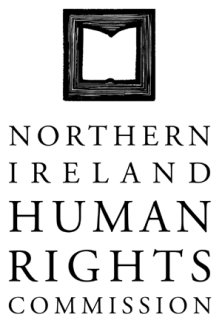 NORTHERN
IRELAND
HUMAN
RIGHTS
COMMISSION